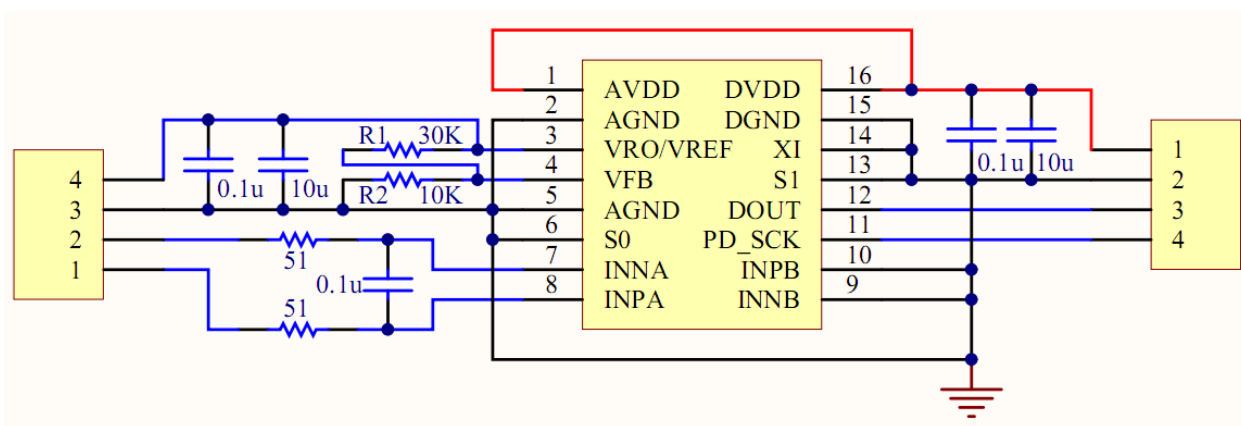 1 AVDD DVDD 16
2 AGND DGND 15
R1 30K 3 VRO/VREF XI 14 0.1u 10u 1
4 0.1u 10u R2 10K 4 VFB S1 13 2
3 5 AGND DOUT 12 3
2 51 6 S0 PD_SCK 11 4
1 0.1u 7 INNA INPB 10
51 8 INPA INNB 9